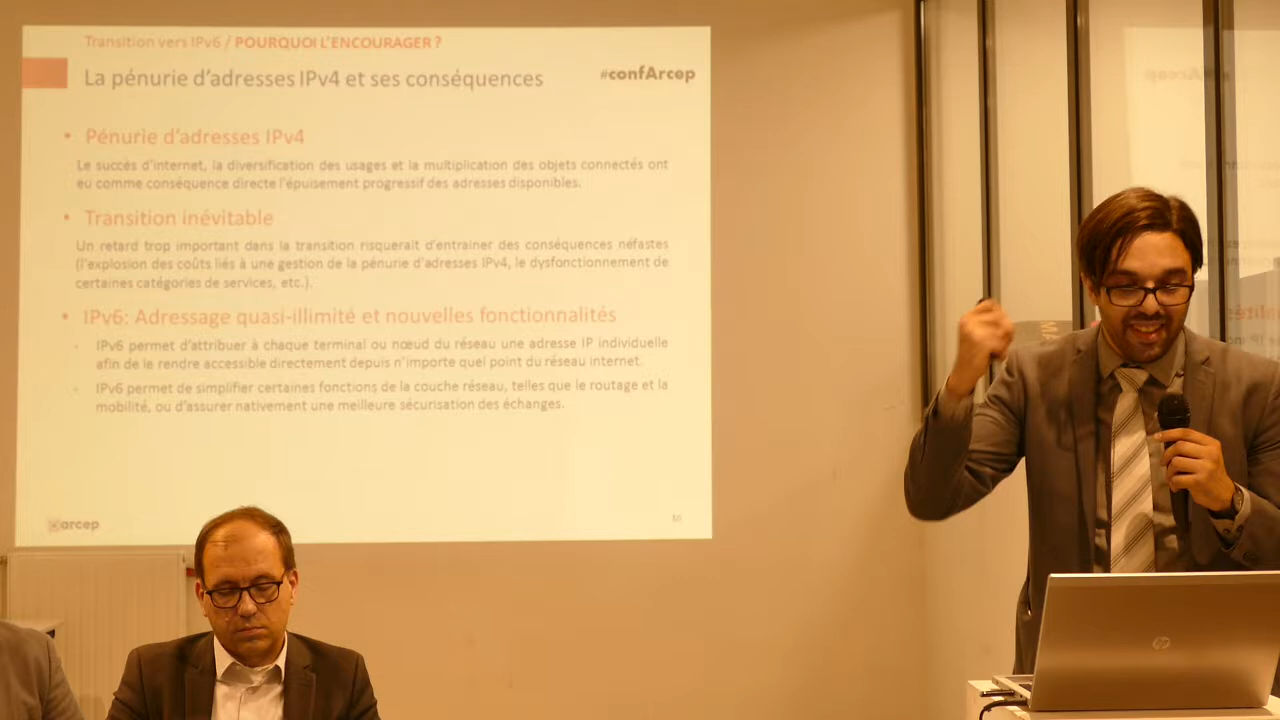 Transition vers IPv6 / POURQUOI L'ENCOURAGER ?
La pénurie d'adresses IPv4 et ses conséquences
#confArcep
• Pénurie d'adresses IPv4
Le succès d'internet, la diversification des usages et la multiplication des objets connectés ont
eu comme conséquence directe l'épuisement progressif des adresses disponibles.
• Transition inévitable
Un retard trop important dans la transition risquerait d'entrainer des conséquences néfastes
(l'explosion des coûts liés à une gestion de la pénurie d'adresses IPv4, le dysfonctionnement de
certaines catégories de services, etc.).
• IPv6: Adressage quasi-illimité et nouvelles fonctionnalités
- IPv6 permet d'attribuer à chaque terminal ou nœud du réseau une adresse IP individuelle
afin de le rendre accessible directement depuis n'importe quel point du réseau internet.
- IPv6 permet de simplifier certaines fonctions de la couche réseau, telles que le routage et la
mobilité, ou d'assurer nativement une meilleure sécurisation des échanges.
arcep
hp